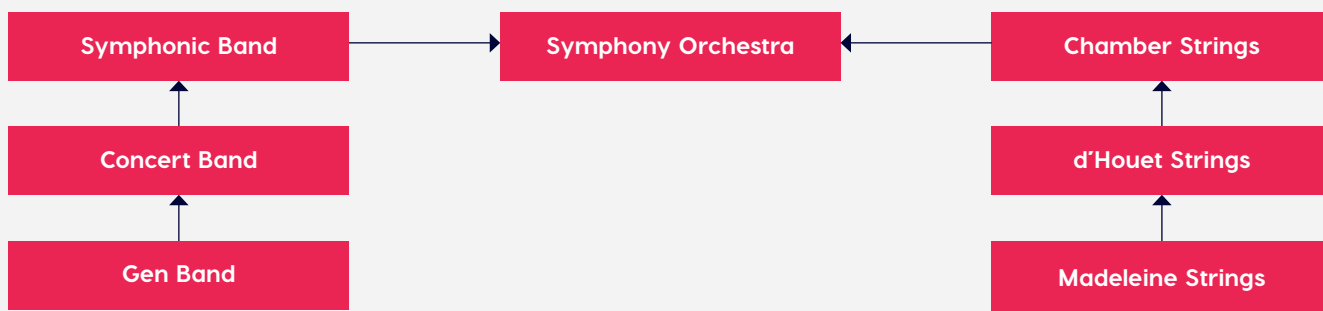 Symphonic Band
Symphony Orchestra
Chamber Strings
Concert Band
d'Houet Strings
Gen Band
Madeleine Strings